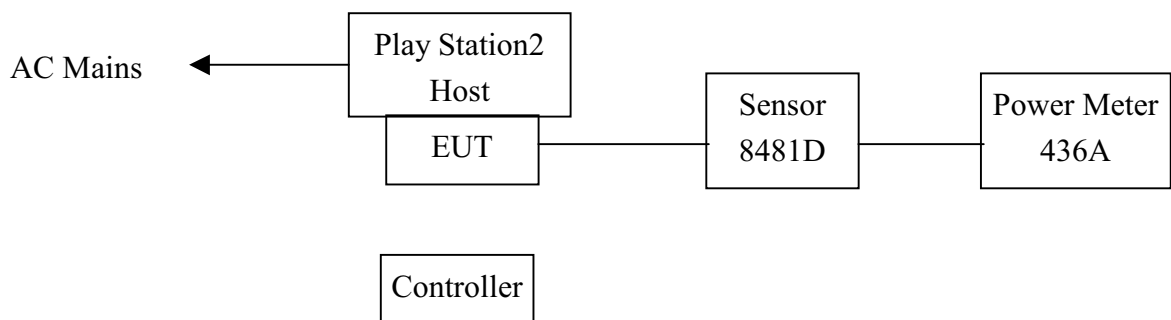 AC Mains
Play Station2
Host
EUT
Sensor
8481D
Power Meter
436A
Controller